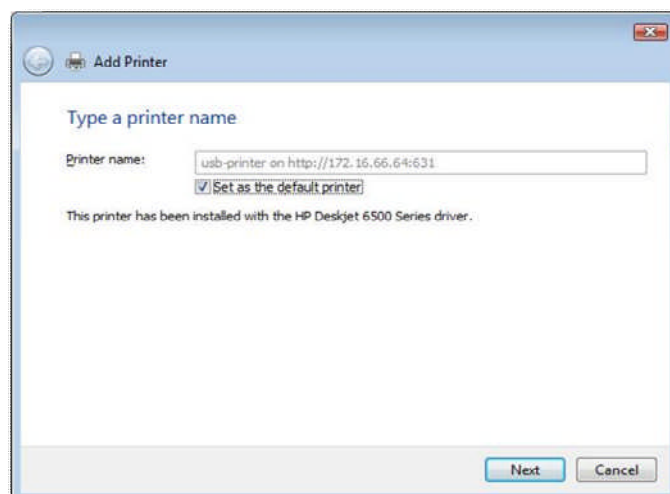 Add Printer
Type a printer name
Printer name:
usb-printer on http://172.16.66.64:631
Set as the default printer
This printer has been installed with the HP Deskjet 6500 Series driver.
Next
Cancel